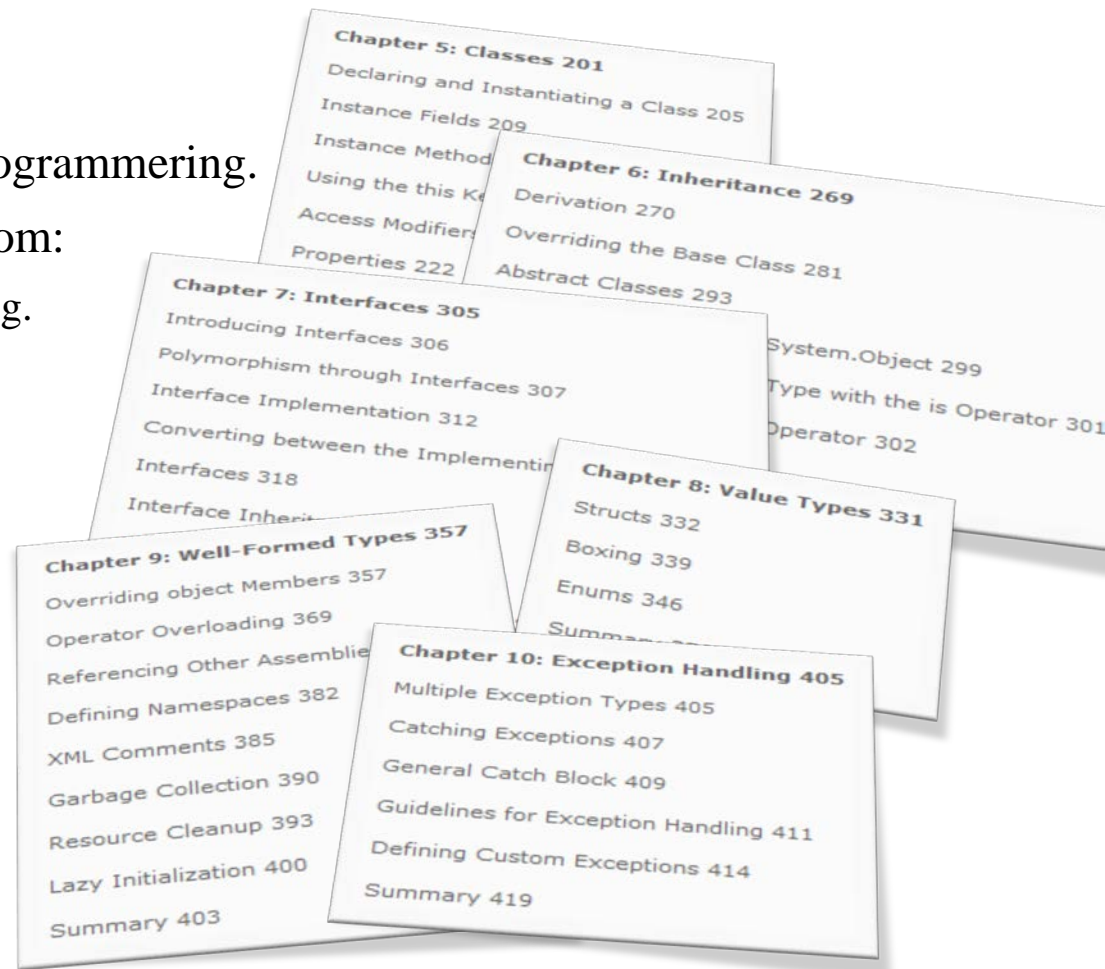 ogrammering.
om:
g.
Chapter 5: Classes 201
Declaring and Instantiating a Class 205
Instance Fields 209
Instance Method
Using the this Ke
Access Modifiers
Properties 222
Chapter 6: Inheritance 269
Derivation 270
Overriding the Base Class 281
Abstract Classes 293
System.Object 299
Type with the is Operator 301
Operator 302
Chapter 7: Interfaces 305
Introducing Interfaces 306
Polymorphism through Interfaces 307
Interface Implementation 312
Converting between the Implementin
Interfaces 318
Interface Inherit
Chapter 8: Value Types 331
Structs 332
Boxing 339
Enums 346
Summary
Chapter 9: Well-Formed Types 357
Overriding object Members 357
Operator Overloading 369
Referencing Other Assemblie
Defining Namespaces 382
XML Comments 385
Garbage Collection 390
Resource Cleanup 393
Lazy Initialization 400
Summary 403
Chapter 10: Exception Handling 405
Multiple Exception Types 405
Catching Exceptions 407
General Catch Block 409
Guidelines for Exception Handling 411
Defining Custom Exceptions 414
Summary 419